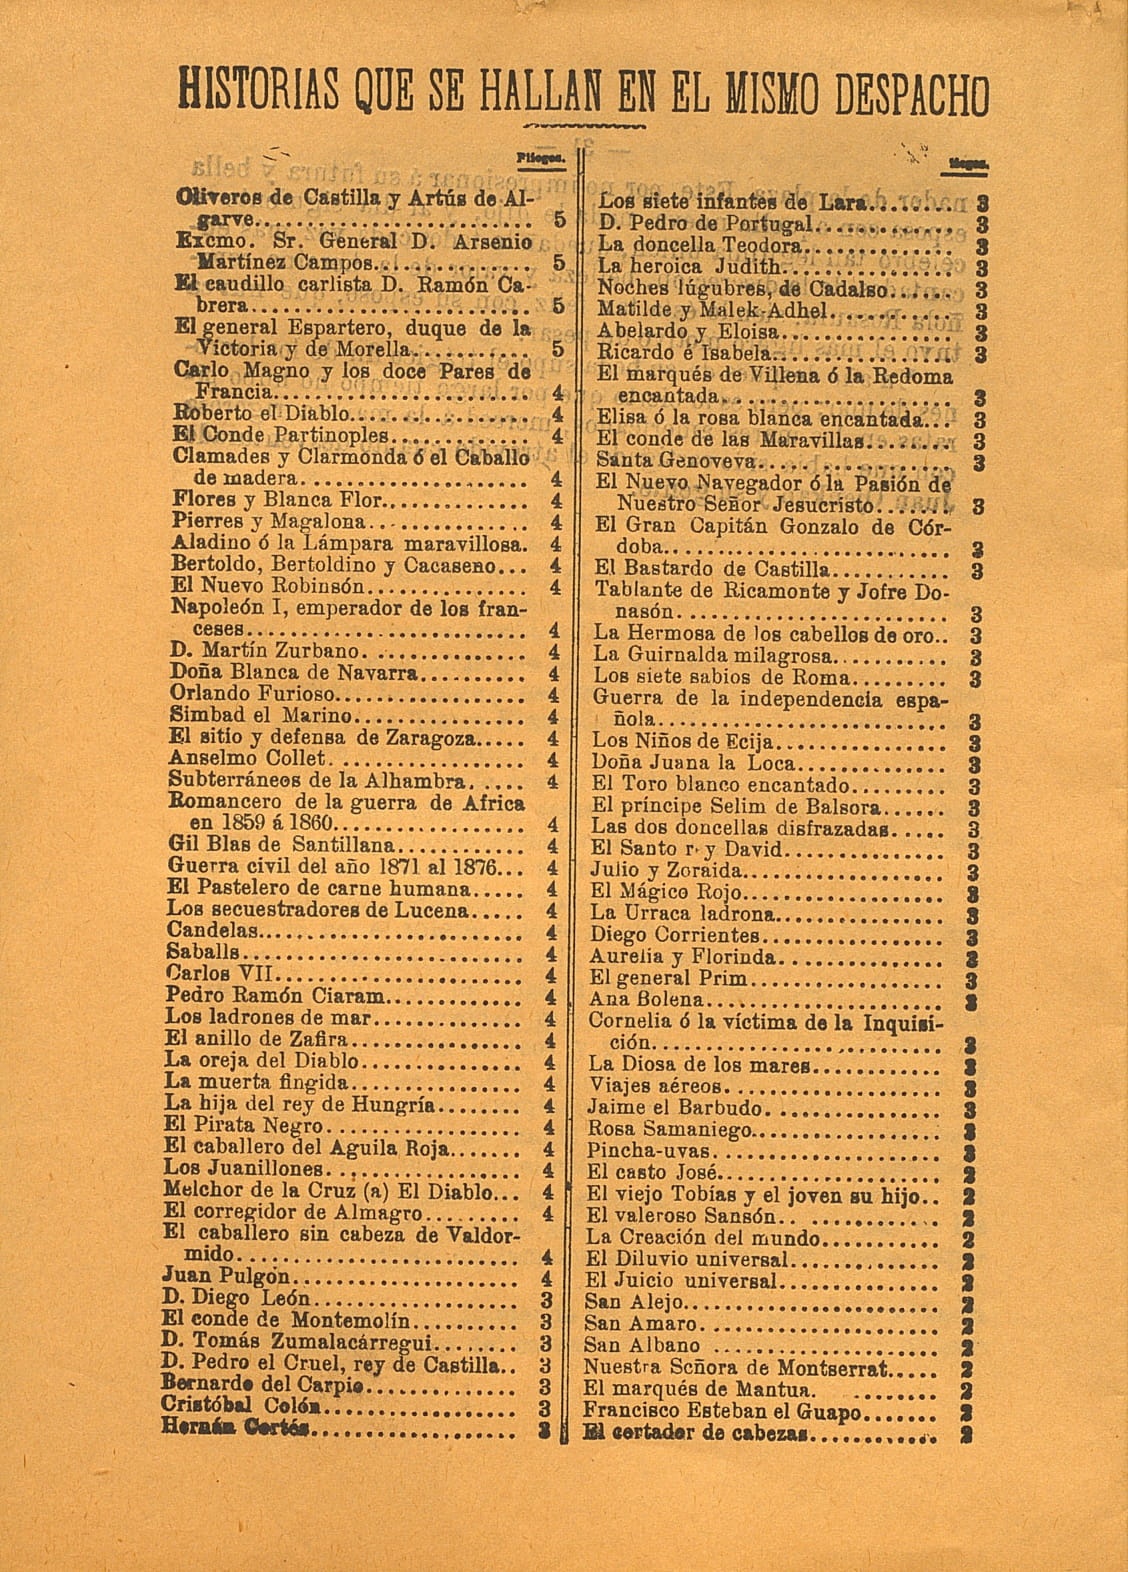 HISTORIAS QUE SE HALLAN EN EL MISMO DESPACHO
Pliegos.
Oliveros de Castilla y Artús de Al-
garve.............................. 5
Excmo. Sr. General D. Arsenio
Martínez Campos................ 5
El caudillo carlista D. Ramón Ca-
brera.............................. 5
El general Espartero, duque de la
Victoria y de Morella........... 5
Carlo Magno y los doce Pares de
Francia........................... 4
Roberto el Diablo.................. 4
El Conde Partinoples.............. 4
Clamades y Clarmonda ó el Caballo
de madera........................ 4
Flores y Blanca Flor............... 4
Pierres y Magalona................ 4
Aladino ó la Lámpara maravillosa. 4
Bertoldo, Bertoldino y Cacaseno... 4
El Nuevo Robinsón................ 4
Napoleón I, emperador de los fran-
ceses.............................. 4
D. Martín Zurbano................. 4
Doña Blanca de Navarra........... 4
Orlando Furioso.................... 4
Simbad el Marino.................. 4
El sitio y defensa de Zaragoza..... 4
Anselmo Collet..................... 4
Subterráneos de la Alhambra...... 4
Romancero de la guerra de Africa
en 1859 á 1860.................... 4
Gil Blas de Santillana.............. 4
Guerra civil del año 1871 al 1876... 4
El Pastelero de carne humana..... 4
Los secuestradores de Lucena..... 4
Candelas............................ 4
Saballs.............................. 4
Carlos VII.......................... 4
Pedro Ramón Ciaram.............. 4
Los ladrones de mar............... 4
El anillo de Zafira.................. 4
La oreja del Diablo................. 4
La muerta fingida.................. 4
La hija del rey de Hungría........ 4
El Pirata Negro.................... 4
El caballero del Aguila Roja....... 4
Los Juanillones..................... 4
Melchor de la Cruz (a) El Diablo... 4
El corregidor de Almagro.......... 4
El caballero sin cabeza de Valdor-
mido............................... 4
Juan Pulgón........................ 4
D. Diego León...................... 3
El conde de Montemolín........... 3
D. Tomás Zumalacárregui......... 3
D. Pedro el Cruel, rey de Castilla.. 3
Bernardo del Carpio................ 3
Cristóbal Colón..................... 3
Hernán Cortés...................... 3
liegos.
Los siete infantes de Lara......... 3
D. Pedro de Portugal............... 3
La doncella Teodora................ 3
La heroica Judith................... 3
Noches lúgubres, de Cadalso....... 3
Matilde y Malek-Adhel............. 3
Abelardo y Eloisa................... 3
Ricardo é Isabela................... 3
El marqués de Villena ó la Redoma
encantada......................... 3
Elisa ó la rosa blanca encantada... 3
El conde de las Maravillas......... 3
Santa Genoveva..................... 3
El Nuevo Navegador ó la Pasión de
Nuestro Señor Jesucristo........ 3
El Gran Capitán Gonzalo de Cór-
doba............................... 3
El Bastardo de Castilla............. 3
Tablante de Ricamonte y Jofre Do-
nasón.............................. 3
La Hermosa de los cabellos de oro.. 3
La Guirnalda milagrosa............ 3
Los siete sabios de Roma........... 3
Guerra de la independencia espa-
ñola................................ 3
Los Niños de Ecija................. 3
Doña Juana la Loca................ 3
El Toro blanco encantado.......... 3
El príncipe Selim de Balsora....... 3
Las dos doncellas disfrazadas...... 3
El Santo r y David................. 3
Julio y Zoraida...................... 3
El Mágico Rojo..................... 3
La Urraca ladrona.................. 3
Diego Corrientes.................... 3
Aurelia y Florinda.................. 3
El general Prim..................... 3
Ana Bolena.......................... 3
Cornelia ó la víctima de la Inquisi-
ción................................ 3
La Diosa de los mares.............. 3
Viajes aéreos........................ 3
Jaime el Barbudo................... 3
Rosa Samaniego.................... 3
Pincha-uvas......................... 3
El casto José........................ 2
El viejo Tobías y el joven su hijo.. 2
El valeroso Sansón................. 2
La Creación del mundo............ 2
El Diluvio universal................ 2
El Juicio universal.................. 2
San Alejo............................ 2
San Amaro.......................... 2
San Albano ......................... 2
Nuestra Señora de Montserrat..... 2
El marqués de Mantua. ........ 2
Francisco Esteban el Guapo....... 2
El cortador de cabezas............. 2